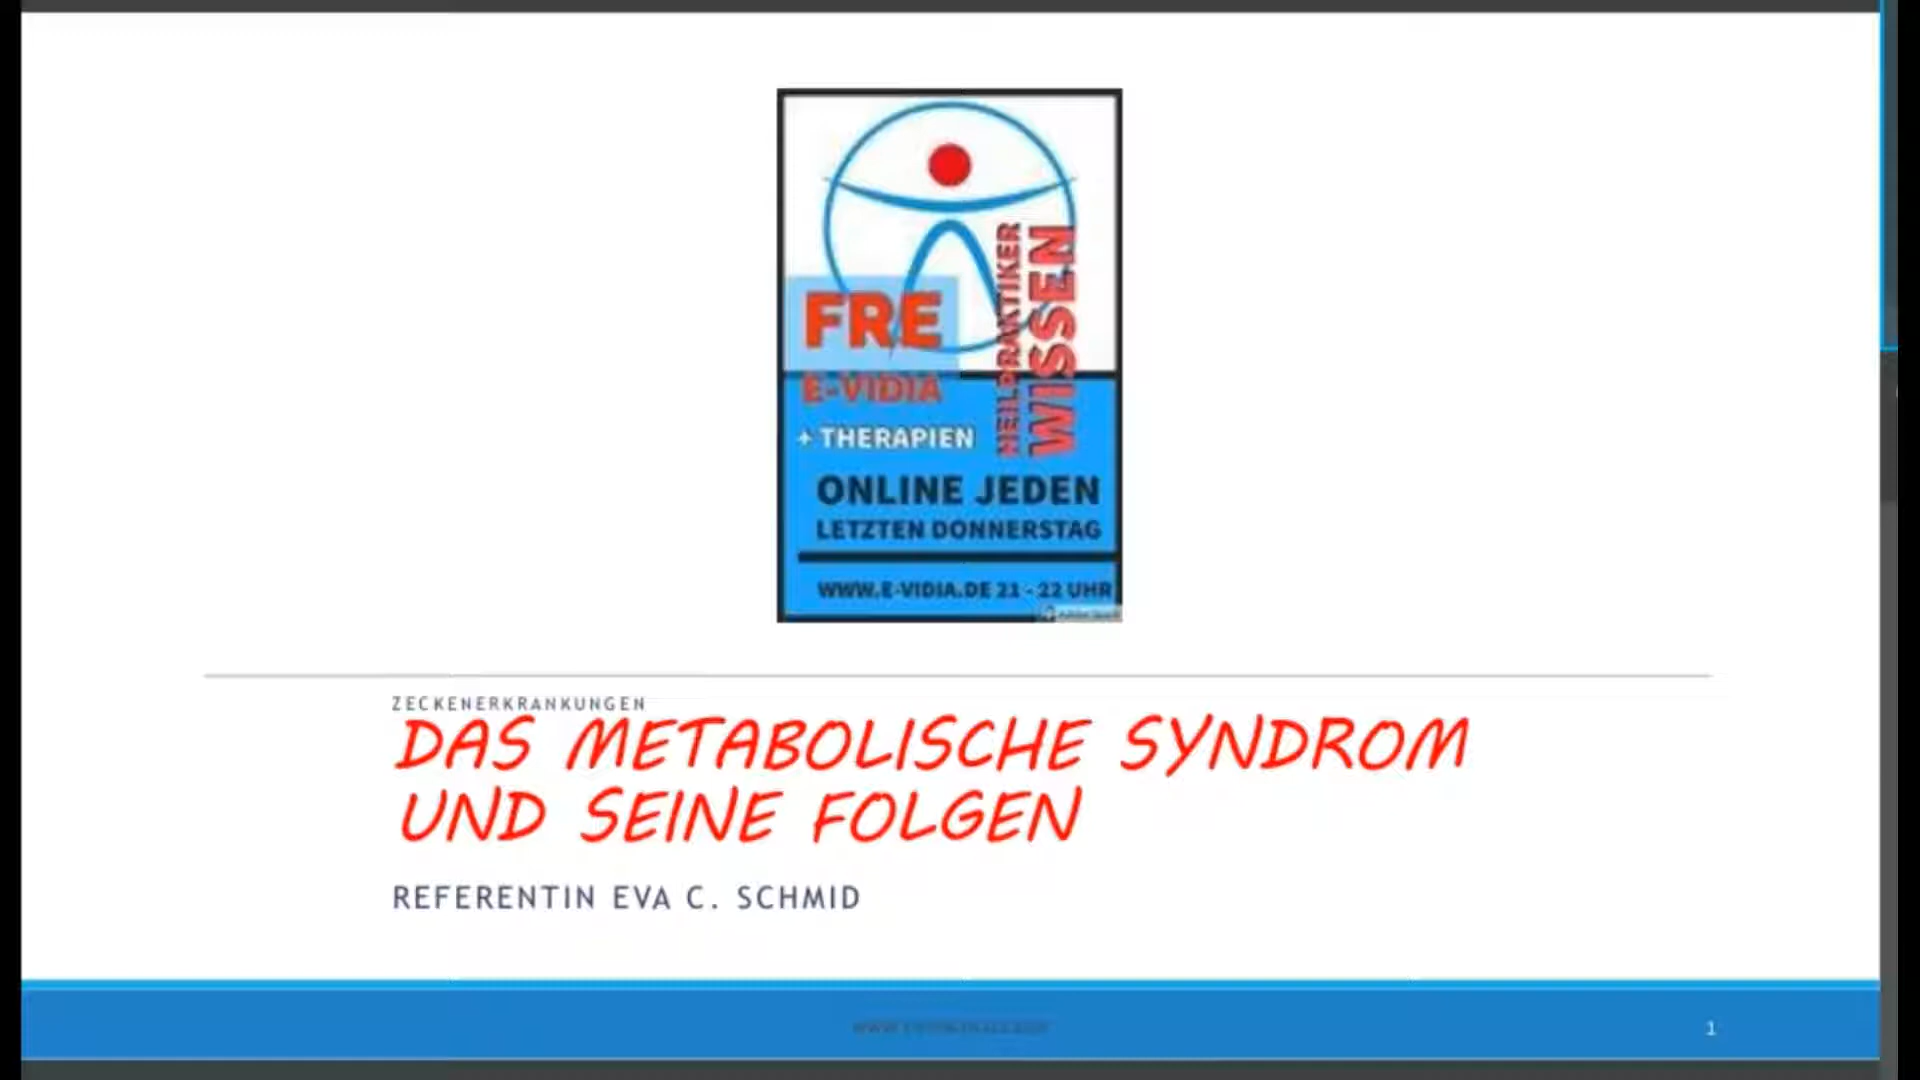 FRE
E-VIDIA
HEILPRAKTIKER
WISSEN
+ THERAPIEN
ONLINE JEDEN
LETZTEN DONNERSTAG
WWW.E-VIDIA.DE 21 - 22 UHR
ZECKENERKRANKUNGEN
DAS METABOLISCHE SYNDROM
UND SEINE FOLGEN
REFERENTIN EVA C. SCHMID
1